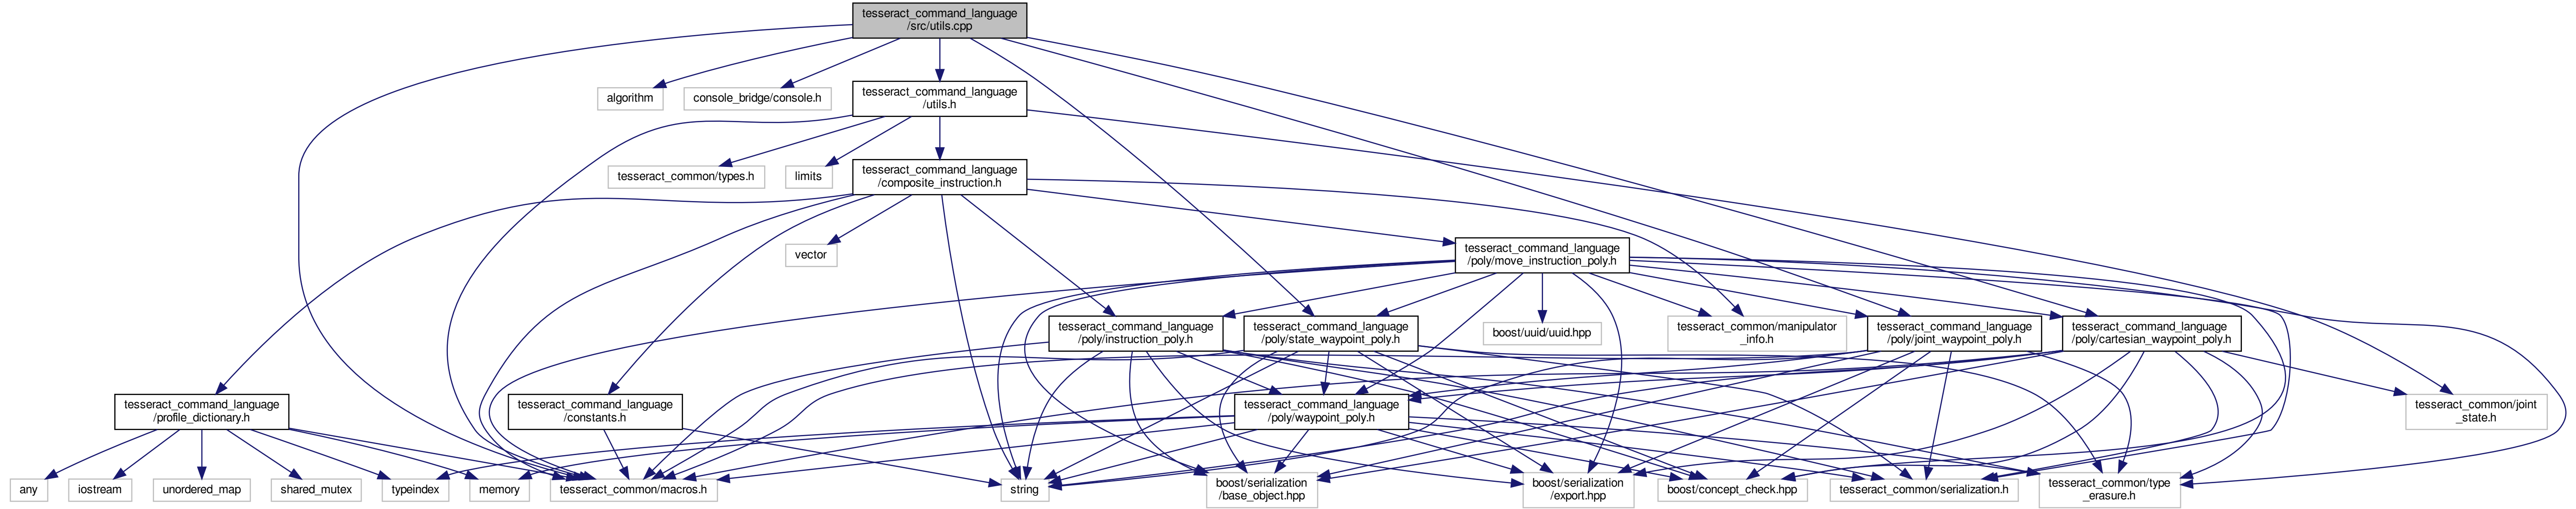 tesseract_command_language
/src/utils.cpp
algorithm
console_bridge/console.h
tesseract_command_language
/utils.h
tesseract_common/types.h
limits
tesseract_command_language
/composite_instruction.h
vector
tesseract_command_language
/poly/move_instruction_poly.h
tesseract_command_language
/poly/instruction_poly.h
tesseract_command_language
/poly/state_waypoint_poly.h
boost/uuid/uuid.hpp
tesseract_common/manipulator
_info.h
tesseract_command_language
/poly/joint_waypoint_poly.h
tesseract_command_language
/poly/cartesian_waypoint_poly.h
tesseract_command_language
/profile_dictionary.h
tesseract_command_language
/constants.h
tesseract_command_language
/poly/waypoint_poly.h
tesseract_common/joint
_state.h
any
iostream
unordered_map
shared_mutex
typeindex
memory
tesseract_common/macros.h
string
boost/serialization
/base_object.hpp
boost/serialization
/export.hpp
boost/concept_check.hpp
tesseract_common/serialization.h
tesseract_common/type
_erasure.h